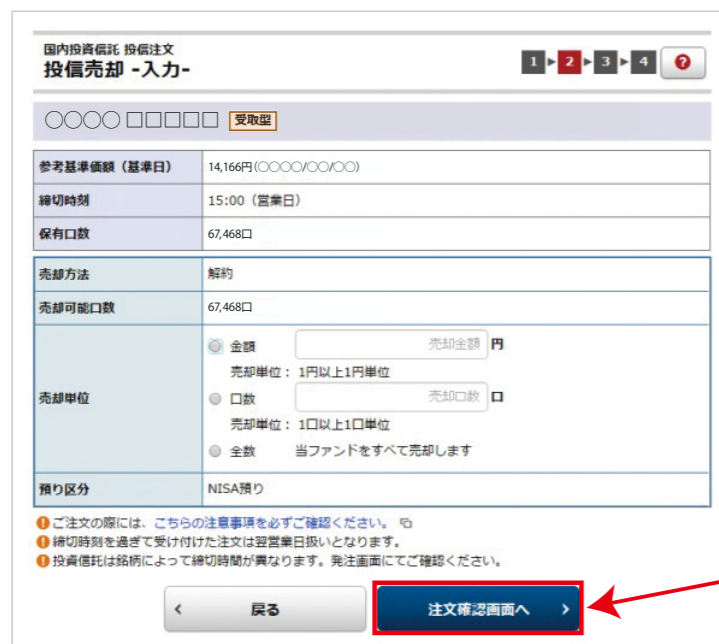 国内投資信託 投信注文
投信売却 -入力-
1 ▶ 2 ▶ 3 ▶ 4 ?
○○○○ □□□□□ 受取型
参考基準価額（基準日） 14,166円(○○○○/○○/○○)
締切時刻 15:00（営業日）
保有口数 67,468口
売却方法 解約
売却可能口数 67,468口
売却単位
金額 売却金額 円
売却単位： 1円以上1円単位
口数 売却口数 口
売却単位： 1口以上1口単位
全数 当ファンドをすべて売却します
預り区分 NISA預り
! ご注文の際には、こちらの注意事項を必ずご確認ください。
! 締切時刻を過ぎて受け付けた注文は翌営業日扱いとなります。
! 投資信託は銘柄によって締切時間が異なります。発注画面にてご確認ください。
< 戻る
注文確認画面へ >